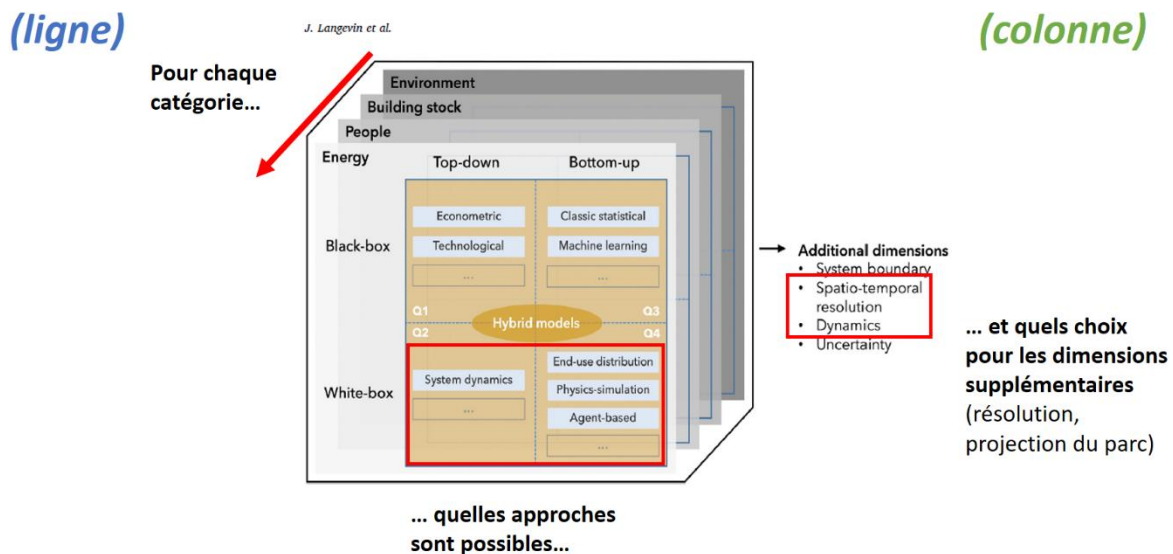 (ligne)
J. Langevin et al.
(colonne)
Pour chaque
catégorie...
Environment
Building stock
People
Energy
Top-down
Bottom-up
Black-box
Econometric
Classic statistical
Technological
Machine learning
...
...
Q1
Q3
Hybrid models
Q2
Q4
White-box
System dynamics
...
End-use distribution
Physics-simulation
Agent-based
...
Additional dimensions
• System boundary
• Spatio-temporal
resolution
• Dynamics
• Uncertainty
... et quels choix
pour les dimensions
supplémentaires
(résolution,
projection du parc)
... quelles approches
sont possibles...